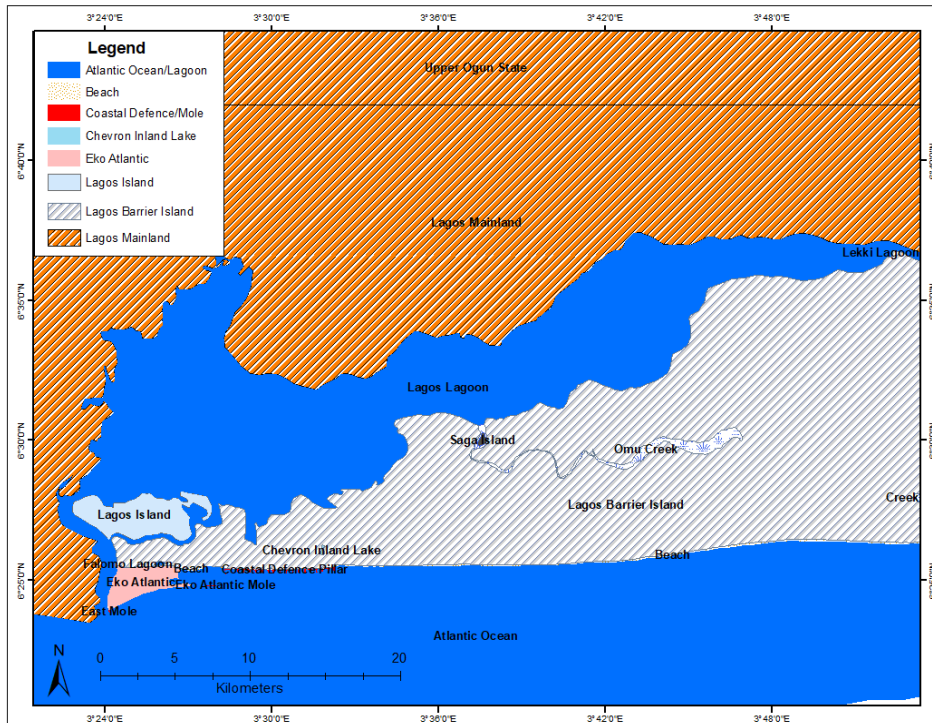 3°24'0"E 3°30'0"E 3°36'0"E 3°42'0"E 3°48'0"E
Legend
Atlantic Ocean/Lagoon
Beach
Coastal Defence/Mole
Chevron Inland Lake
Eko Atlantic
Lagos Island
Lagos Barrier Island
Lagos Mainland
Upper Ogun State
6°40'0"N
Lagos Mainland
Lekki Lagoon
6°35'0"N
Lagos Lagoon
6°30'0"N
Saga Island
Omu Creek
Creek
Lagos Barrier Island
Lagos Island
Chevron Inland Lake
Beach
Falomo Lagoon
Beach
Coastal Defence Pillar
6°25'0"N
Eko Atlantic
Eko Atlantic Mole
East Mole
Atlantic Ocean
N
0 5 10 20
Kilometers
3°24'0"E 3°30'0"E 3°36'0"E 3°42'0"E 3°48'0"E